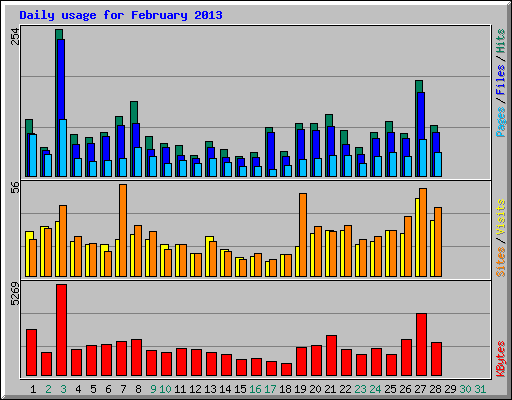 Daily usage for February 2013
254
Pages / Files / Hits
56
Sites / Visits
5269
KBytes
1 2 3 4 5 6 7 8 9 10 11 12 13 14 15 16 17 18 19 20 21 22 23 24 25 26 27 28 29 30 31